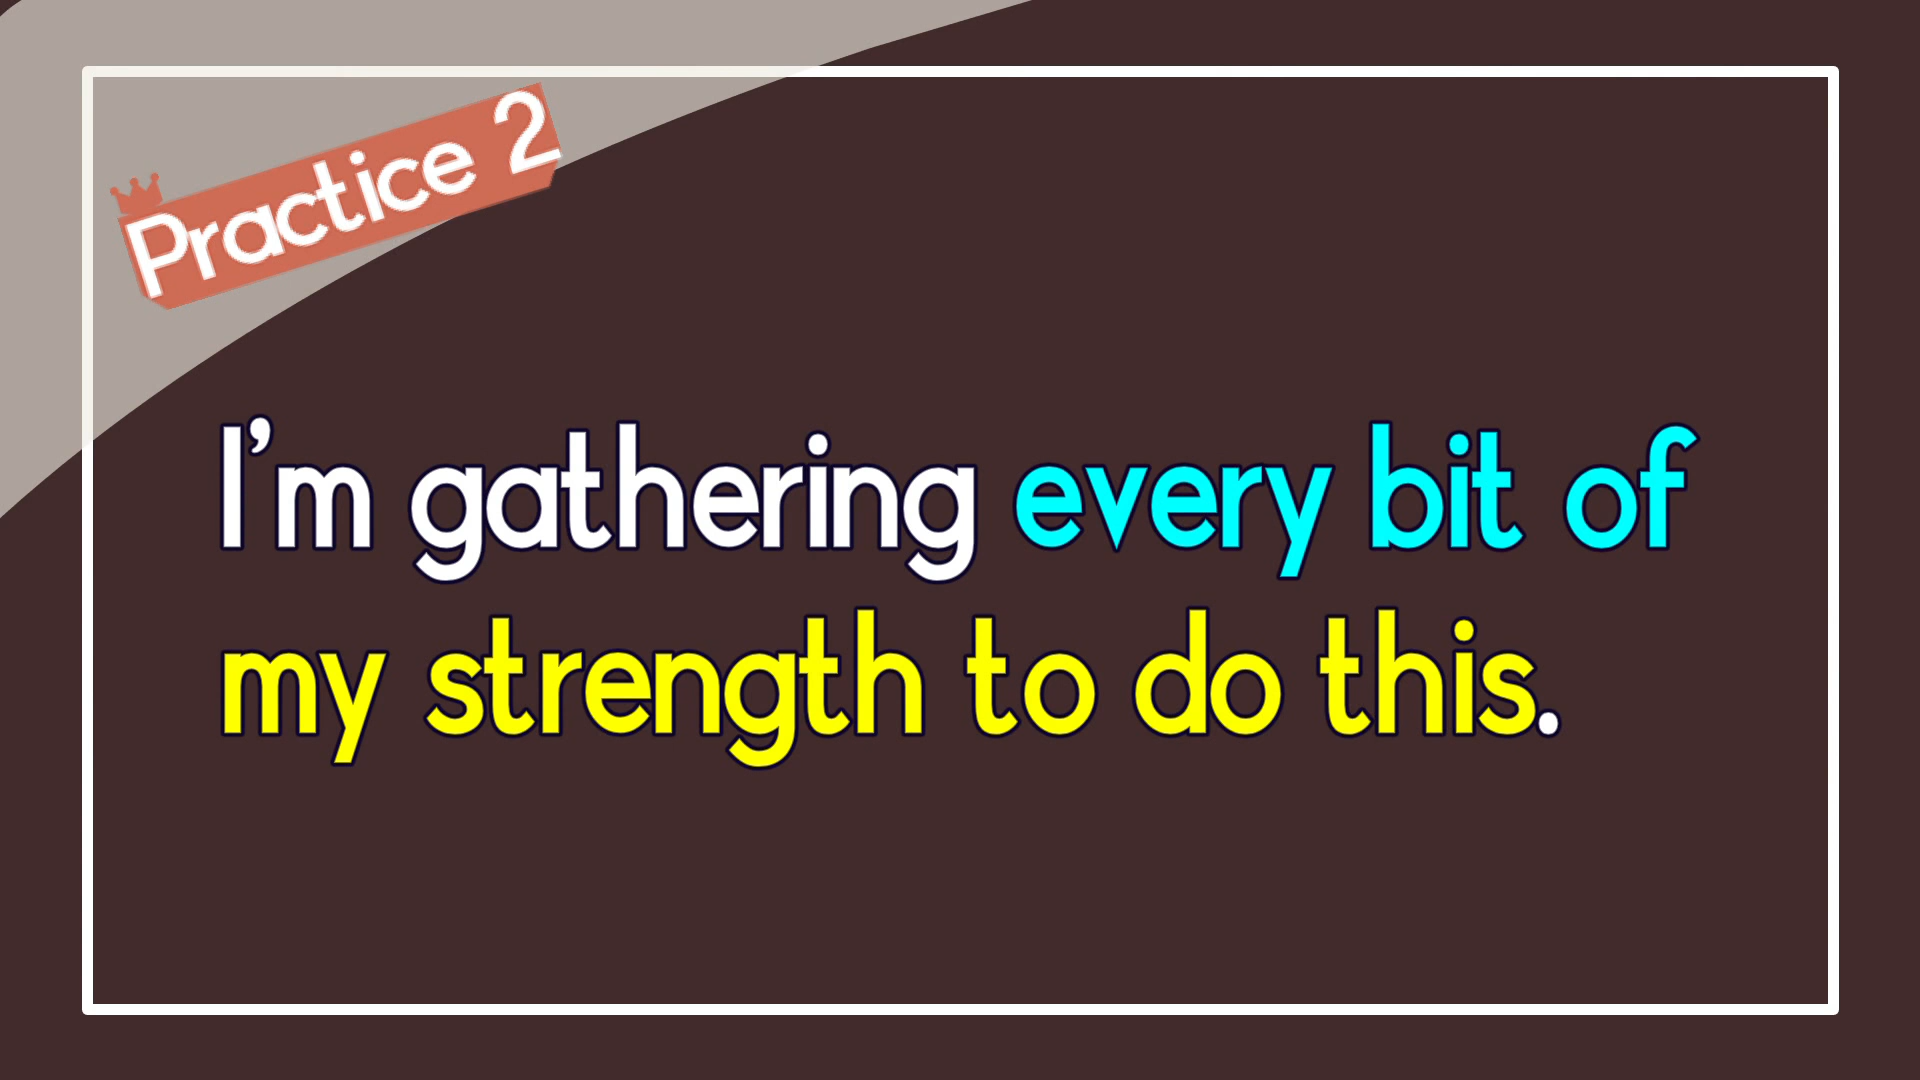 Practice 2
I’m gathering every bit of
my strength to do this.